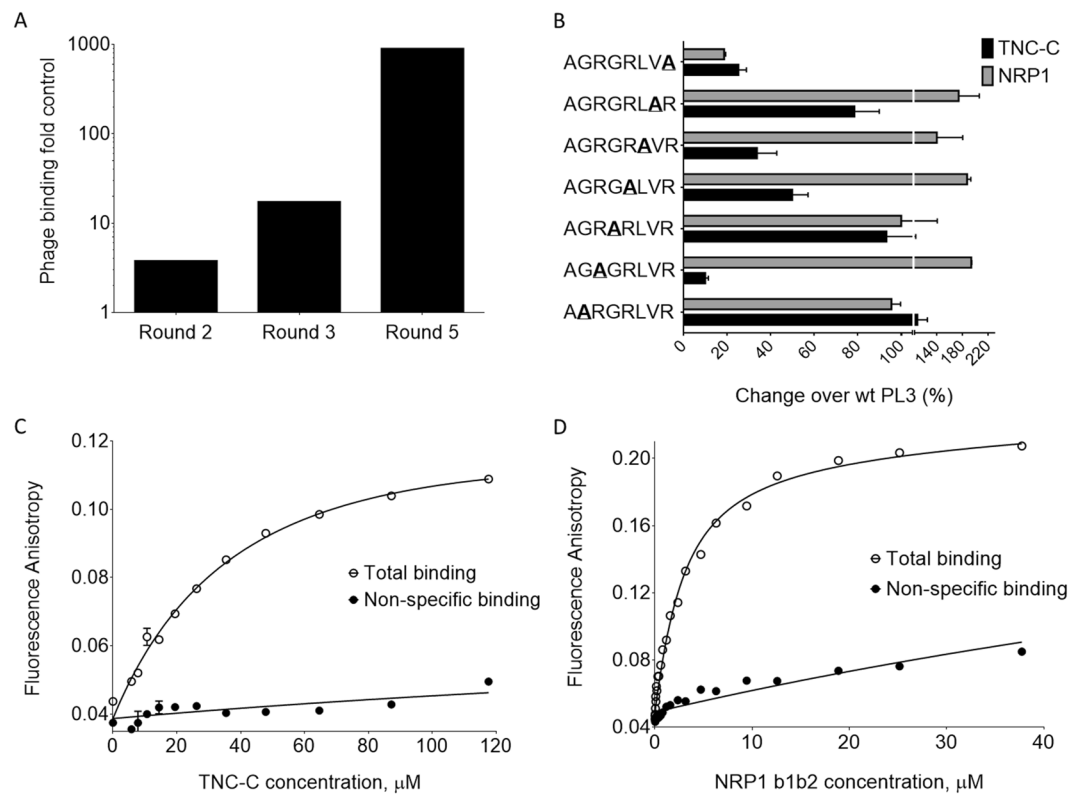 A
Phage binding fold control
1000
100
10
1
Round 2
Round 3
Round 5
B
TNC-C
NRP1
AGRGRLVA
AGRGRLAR
AGRGRAVR
AGRGALVR
AGRARLVR
AGAGRLVR
AARGRLVR
0 20 40 60 80 100 140 180 220
Change over wt PL3 (%)
C
Fluorescence Anisotropy
0.12
0.10
0.08
0.06
0.04
Total binding
Non-specific binding
0 20 40 60 80 100 120
TNC-C concentration, μM
D
Fluorescence Anisotropy
0.20
0.16
0.12
0.08
0.04
Total binding
Non-specific binding
0 10 20 30 40
NRP1 b1b2 concentration, μM